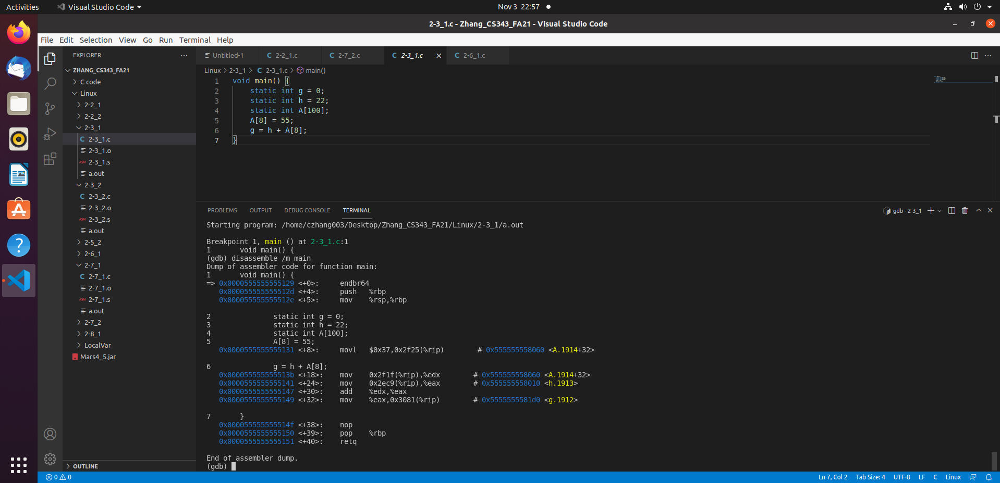 Activities
Visual Studio Code
Nov 3 22:57
2-3_1.c - Zhang_CS343_FA21 - Visual Studio Code
File Edit Selection View Go Run Terminal Help
EXPLORER
ZHANG_CS343_FA21
C code
Linux
2-2_1
2-2_2
2-3_1
C 2-3_1.c
2-3_1.o
ASM 2-3_1.s
a.out
2-3_2
C 2-3_2.c
2-3_2.o
ASM 2-3_2.s
a.out
2-5_2
2-6_1
2-7_1
C 2-7_1.c
2-7_1.o
ASM 2-7_1.s
a.out
2-7_2
2-8_1
LocalVar
Mars4_5.jar
OUTLINE
Untitled-1 C 2-2_1.c C 2-7_2.c C 2-3_1.c C 2-6_1.c
Linux > 2-3_1 > C 2-3_1.c > main()
1 void main() {
2 static int g = 0;
3 static int h = 22;
4 static int A[100];
5 A[8] = 55;
6 g = h + A[8];
7 }
PROBLEMS OUTPUT DEBUG CONSOLE TERMINAL
gdb - 2-3_1
Starting program: /home/czhang003/Desktop/Zhang_CS343_FA21/Linux/2-3_1/a.out
Breakpoint 1, main () at 2-3_1.c:1
1 void main() {
(gdb) disassemble /m main
Dump of assembler code for function main:
1 void main() {
=> 0x0000555555555129 <+0>: endbr64
0x000055555555512d <+4>: push %rbp
0x000055555555512e <+5>: mov %rsp,%rbp
2 static int g = 0;
3 static int h = 22;
4 static int A[100];
5 A[8] = 55;
0x0000555555555131 <+8>: movl $0x37,0x2f25(%rip) # 0x555555558060 <A.1914+32>
6 g = h + A[8];
0x000055555555513b <+18>: mov 0x2f1f(%rip),%edx # 0x555555558060 <A.1914+32>
0x0000555555555141 <+24>: mov 0x2ec9(%rip),%eax # 0x555555558010 <h.1913>
0x0000555555555147 <+30>: add %edx,%eax
0x0000555555555149 <+32>: mov %eax,0x3081(%rip) # 0x5555555581d0 <g.1912>
7 }
0x000055555555514f <+38>: nop
0x0000555555555150 <+39>: pop %rbp
0x0000555555555151 <+40>: retq
End of assembler dump.
(gdb)
0 0
Ln 7, Col 2 Tab Size: 4 UTF-8 LF C Linux